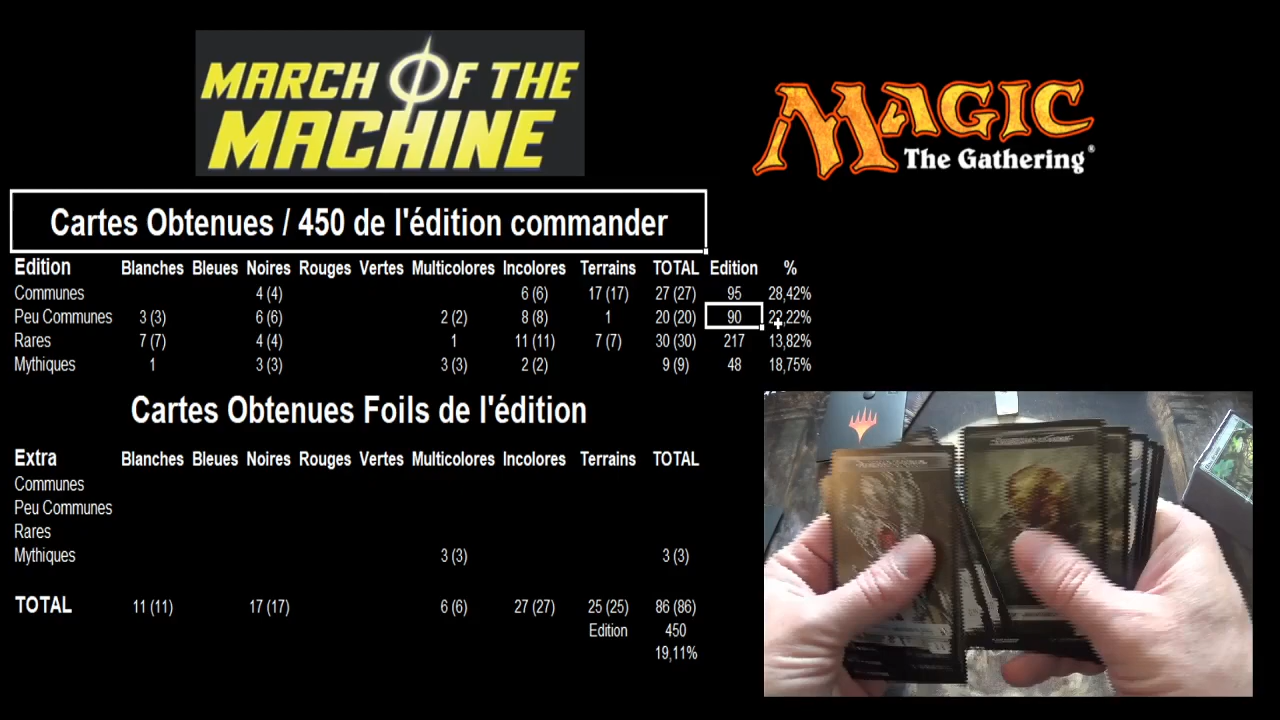 MARCH OF THE
MACHINE
MAGIC
The Gathering®
Cartes Obtenues / 450 de l'édition commander
Edition Blanches Bleues Noires Rouges Vertes Multicolores Incolores Terrains TOTAL Edition %
Communes 4 (4) 6 (6) 17 (17) 27 (27) 95 28,42%
Peu Communes 3 (3) 6 (6) 2 (2) 8 (8) 1 20 (20) 90 22,22%
Rares 7 (7) 4 (4) 1 11 (11) 7 (7) 30 (30) 217 13,82%
Mythiques 1 3 (3) 3 (3) 2 (2) 9 (9) 48 18,75%
Cartes Obtenues Foils de l'édition
Extra Blanches Bleues Noires Rouges Vertes Multicolores Incolores Terrains TOTAL
Communes
Peu Communes
Rares
Mythiques 3 (3) 3 (3)
TOTAL 11 (11) 17 (17) 6 (6) 27 (27) 25 (25) 86 (86)
Edition 450
19,11%